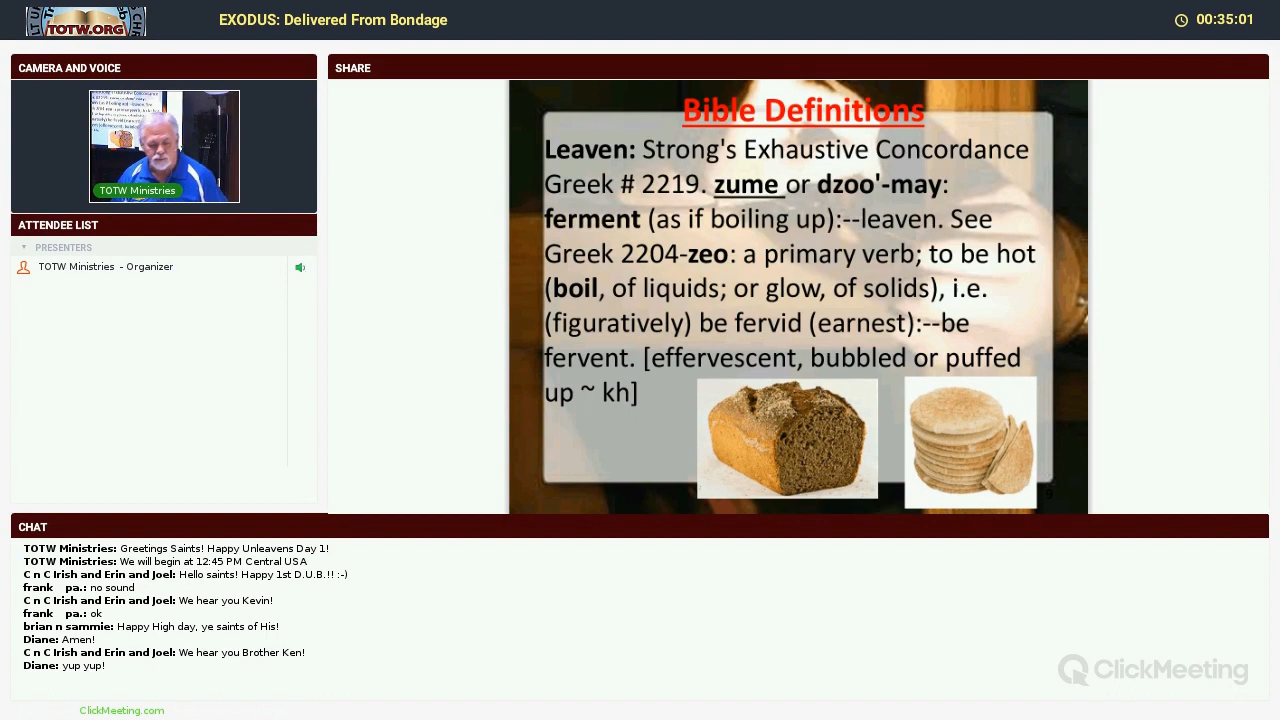 TOTW.ORG
EXODUS: Delivered From Bondage
00:35:01
CAMERA AND VOICE
TOTW Ministries
ATTENDEE LIST
PRESENTERS
TOTW Ministries - Organizer
SHARE
Bible Definitions
Leaven: Strong's Exhaustive Concordance
Greek # 2219. zume or dzoo'-may:
ferment (as if boiling up):--leaven. See
Greek 2204-zeo: a primary verb; to be hot
(boil, of liquids; or glow, of solids), i.e.
(figuratively) be fervid (earnest):--be
fervent. [effervescent, bubbled or puffed
up ~ kh]
9
CHAT
TOTW Ministries: Greetings Saints! Happy Unleavens Day 1!
TOTW Ministries: We will begin at 12:45 PM Central USA
C n C Irish and Erin and Joel: Hello saints! Happy 1st D.U.B.!! :-)
frank pa.: no sound
C n C Irish and Erin and Joel: We hear you Kevin!
frank pa.: ok
brian n sammie: Happy High day, ye saints of His!
Diane: Amen!
C n C Irish and Erin and Joel: We hear you Brother Ken!
Diane: yup yup!
ClickMeeting
ClickMeeting.com